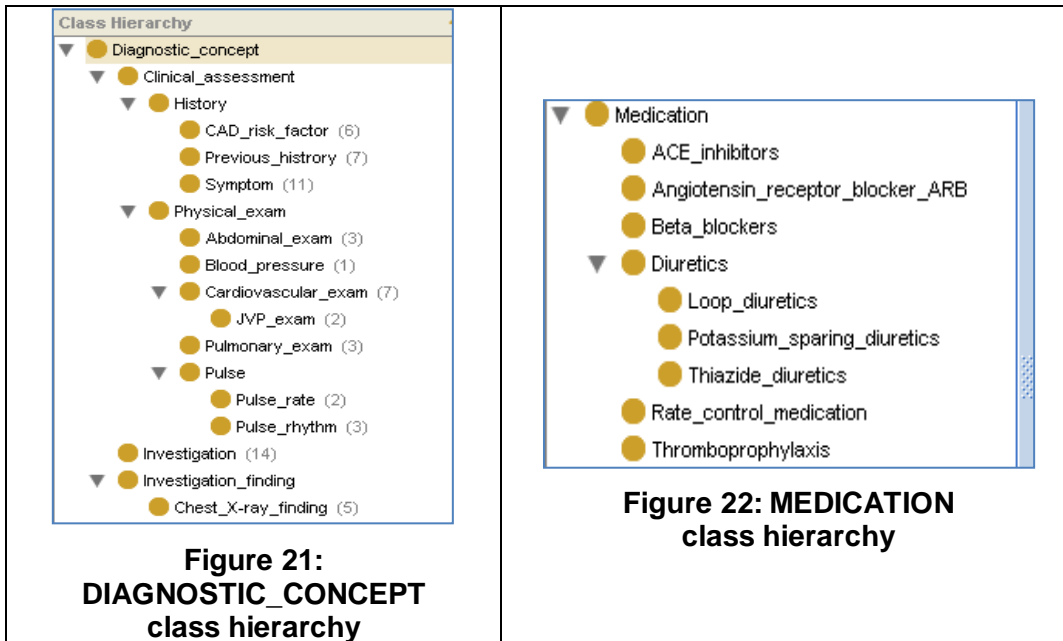 Class Hierarchy
Diagnostic_concept
Clinical_assessment
History
CAD_risk_factor (6)
Previous_histrory (7)
Symptom (11)
Physical_exam
Abdominal_exam (3)
Blood_pressure (1)
Cardiovascular_exam (7)
JVP_exam (2)
Pulmonary_exam (3)
Pulse
Pulse_rate (2)
Pulse_rhythm (3)
Investigation (14)
Investigation_finding
Chest_X-ray_finding (5)
Figure 21:
DIAGNOSTIC_CONCEPT
class hierarchy
Medication
ACE_inhibitors
Angiotensin_receptor_blocker_ARB
Beta_blockers
Diuretics
Loop_diuretics
Potassium_sparing_diuretics
Thiazide_diuretics
Rate_control_medication
Thromboprophylaxis
Figure 22: MEDICATION
class hierarchy